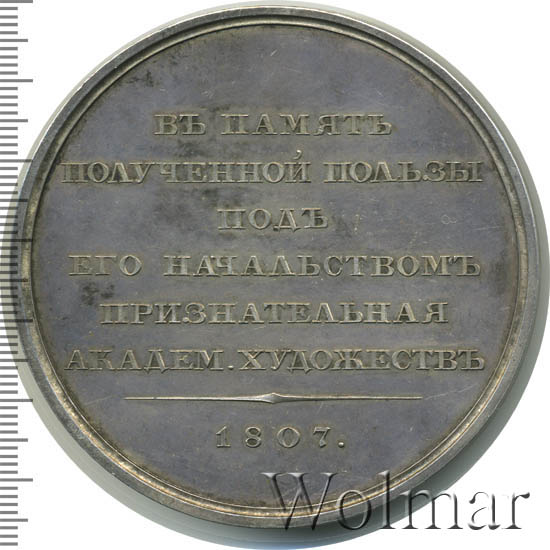 ВЪ ПАМЯТЬ
ПОЛУЧЕННОЙ ПОЛЬЗЫ
ПОДЪ
ЕГО НАЧАЛЬСТВОМЪ
ПРИЗНАТЕЛЬНАЯ
АКАДЕМ. ХУДОЖЕСТВЪ
1807.
Wolmar